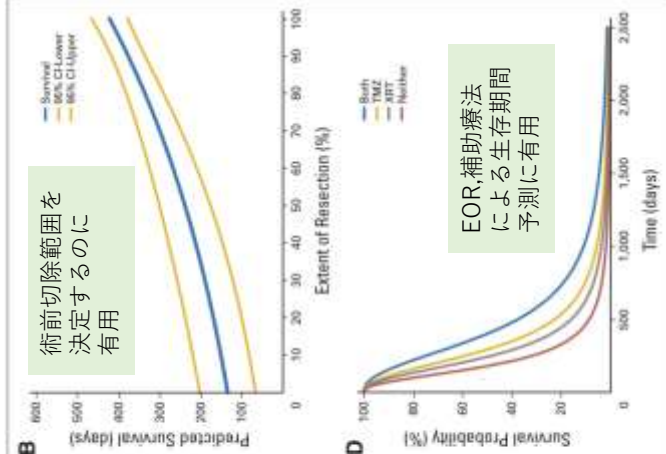 B
Predicted Survival (days)
600
500
400
300
200
100
0
10
20
30
40
50
60
70
80
90
100
Extent of Resection (%)
Survival
95% CI-Lower
95% CI-Upper
術前切除範囲を
決定するのに
有用
D
Survival Probability (%)
100
80
60
40
20
0
500
1,000
1,500
2,000
2,500
Time (days)
Both
TMZ
XRT
Neither
EOR,補助療法
による生存期間
予測に有用